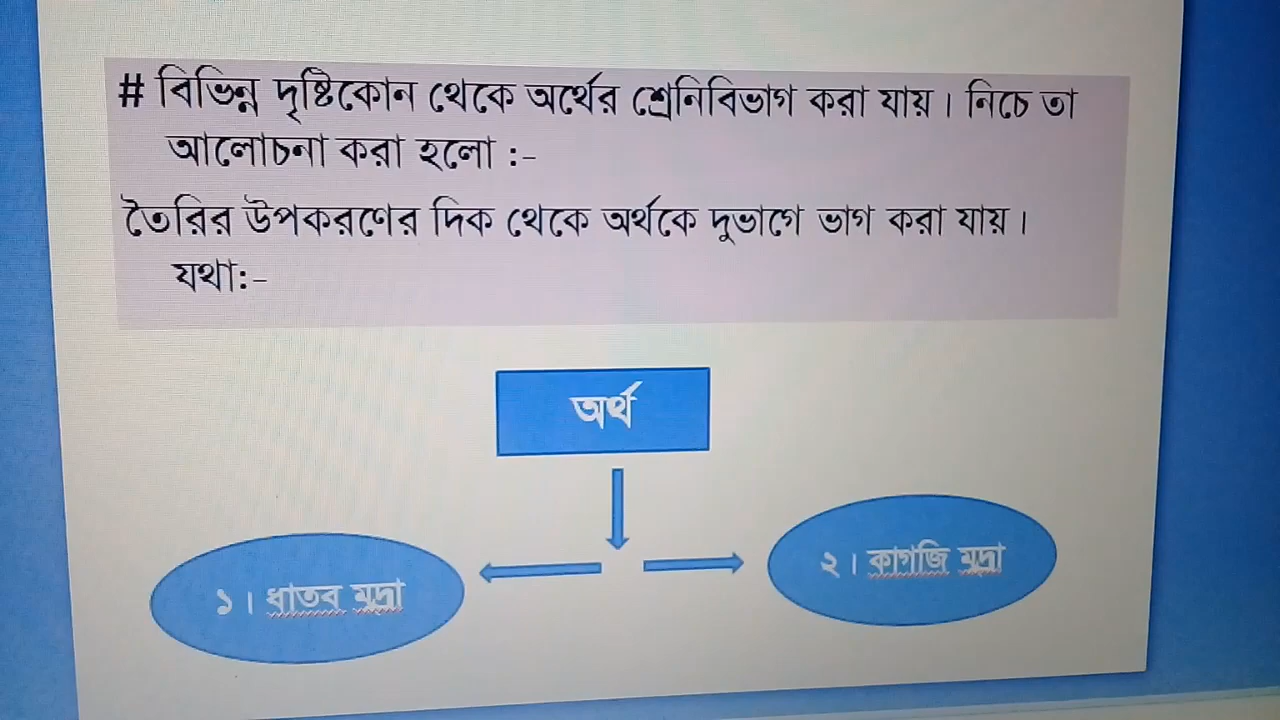 # বিভিন্ন দৃষ্টিকোন থেকে অর্থের শ্রেনিবিভাগ করা যায়। নিচে তা
আলোচনা করা হলো :-
তৈরির উপকরণের দিক থেকে অর্থকে দুভাগে ভাগ করা যায়।
যথা:-
অর্থ
১। ধাতব মুদ্রা
২। কাগজি মুদ্রা